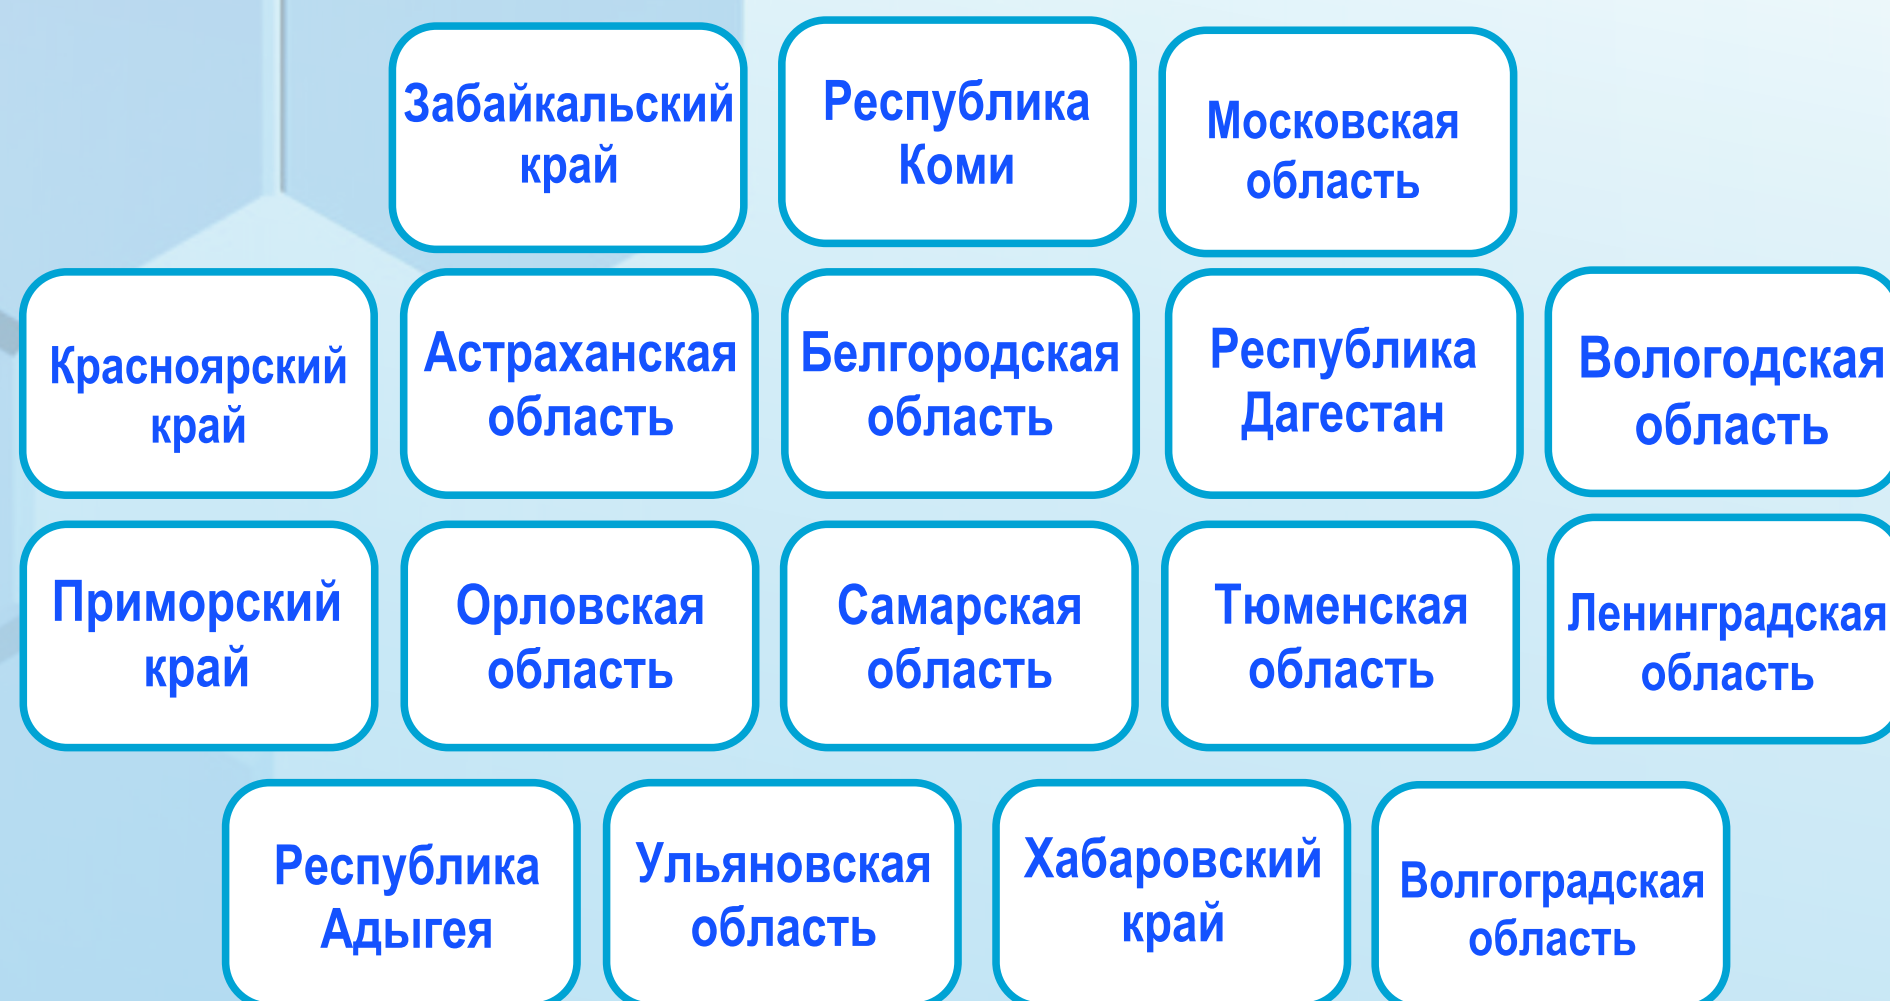 Забайкальский
край
Республика
Коми
Московская
область
Красноярский
край
Астраханская
область
Белгородская
область
Республика
Дагестан
Вологодская
область
Приморский
край
Орловская
область
Самарская
область
Тюменская
область
Ленинградская
область
Республика
Адыгея
Ульяновская
область
Хабаровский
край
Волгоградская
область